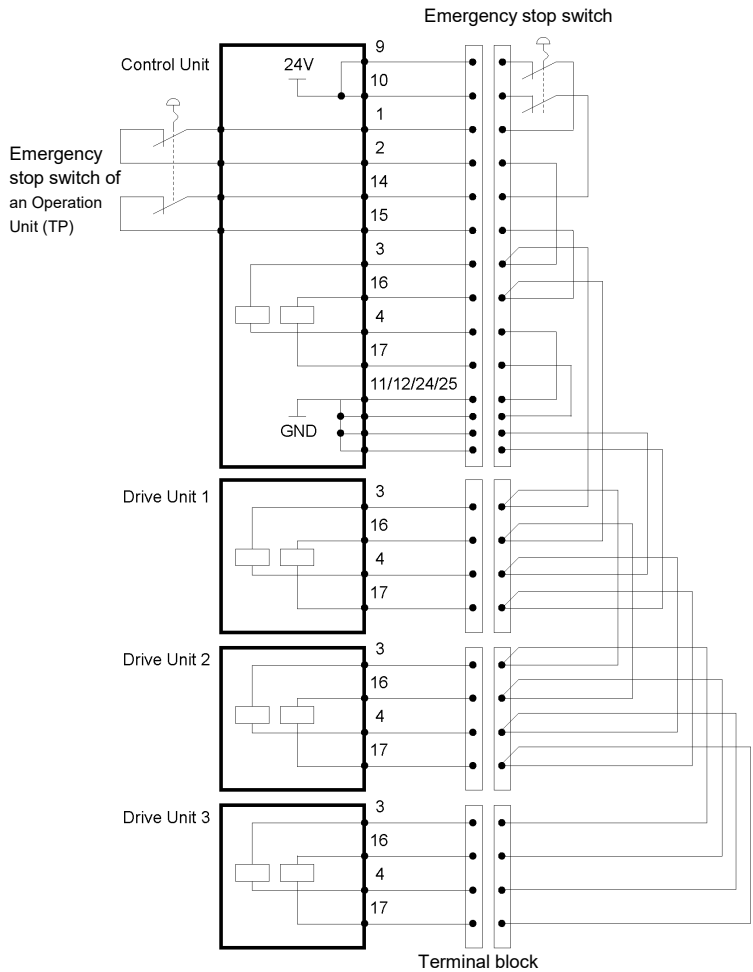 Emergency stop switch
Control Unit
24V
9
10
1
2
14
15
3
16
4
17
11/12/24/25
GND
Emergency
stop switch of
an Operation
Unit (TP)
Drive Unit 1
3
16
4
17
Drive Unit 2
3
16
4
17
Drive Unit 3
3
16
4
17
Terminal block